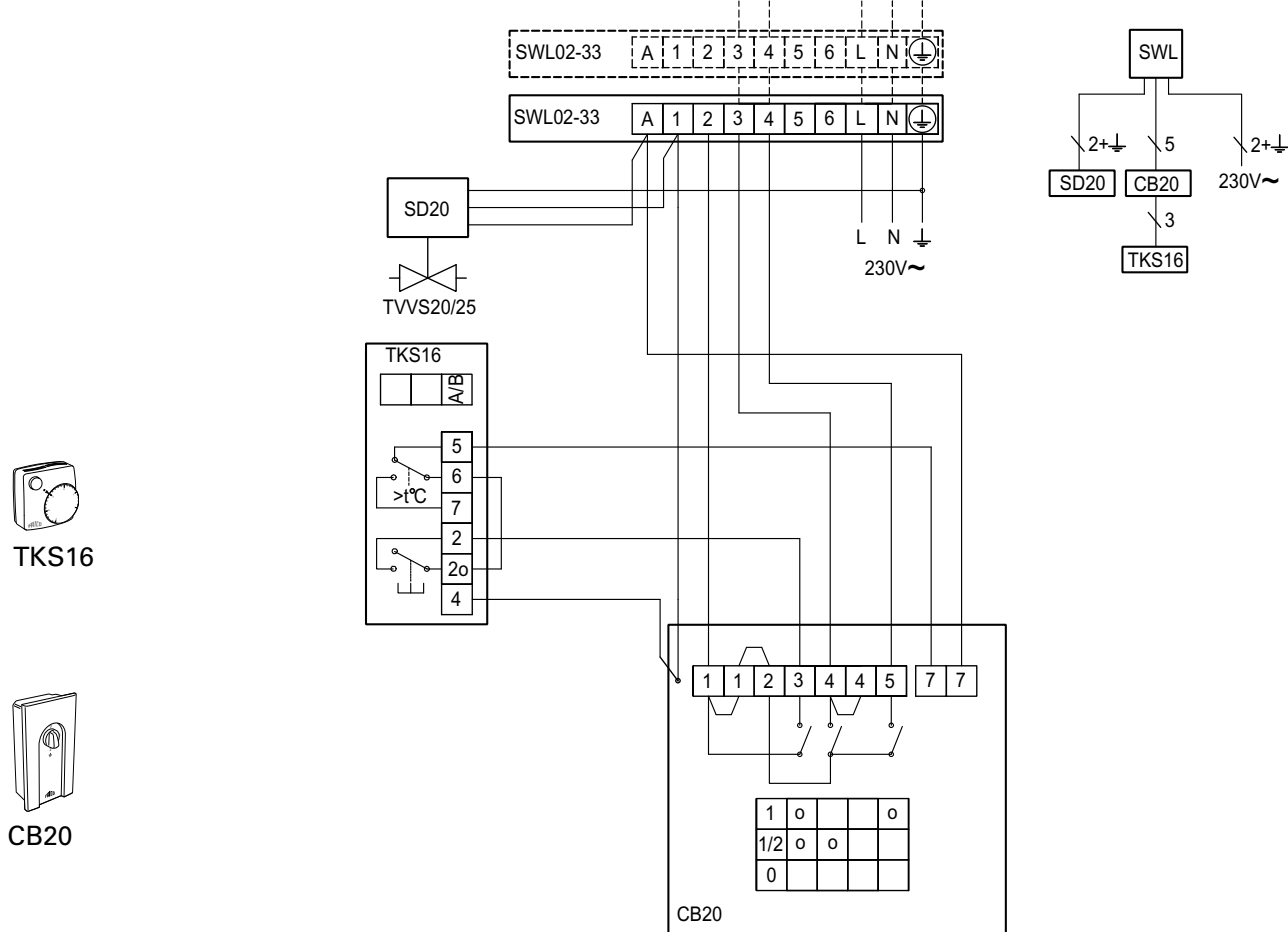 SWL02-33 A 1 2 3 4 5 6 L N
SWL02-33 A 1 2 3 4 5 6 L N
SD20
TVVS20/25
L N
230V~
SWL
2+
5
2+
SD20
CB20
230V~
3
TKS16
TKS16
A/B
5
6
>t°C
7
2
2o
4
TKS16
CB20
1 1 2 3 4 4 5 7 7
1 o o
1/2 o o
0
CB20